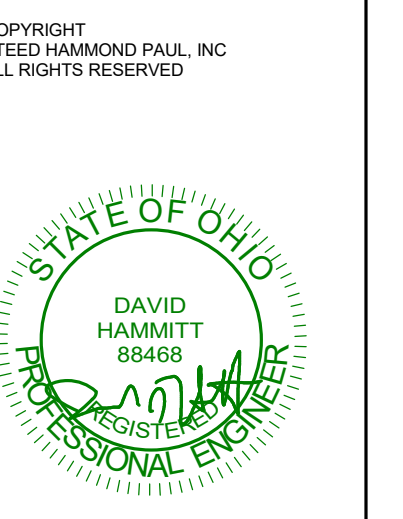 OPYRIGHT
TEED HAMMOND PAUL, INC
LL RIGHTS RESERVED
STATE OF OHIO
DAVID
HAMMITT
88468
REGISTERED
PROFESSIONAL ENGINEER